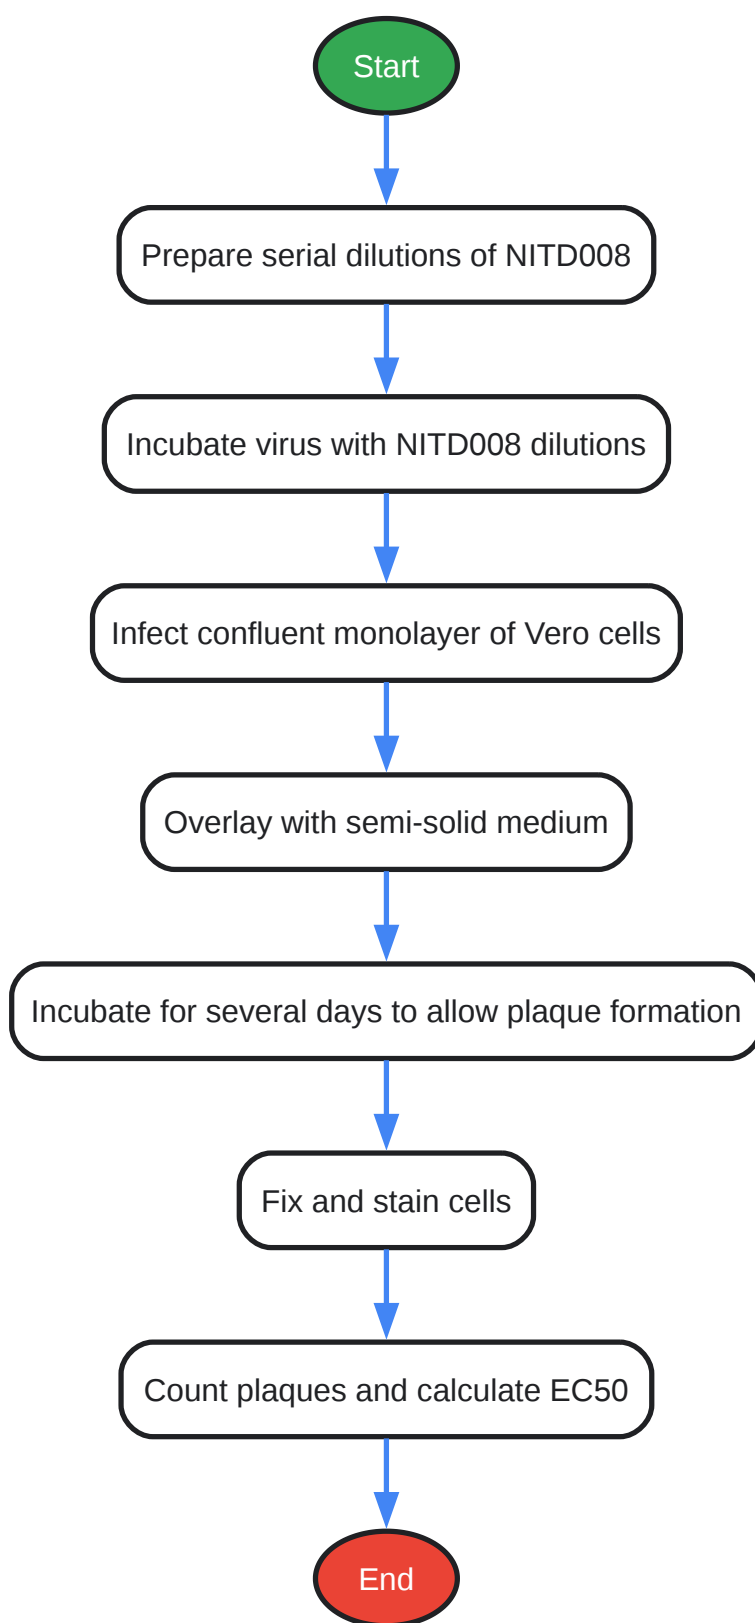 Start
Prepare serial dilutions of NITD008
Incubate virus with NITD008 dilutions
Infect confluent monolayer of Vero cells
Overlay with semi-solid medium
Incubate for several days to allow plaque formation
Fix and stain cells
Count plaques and calculate EC50
End